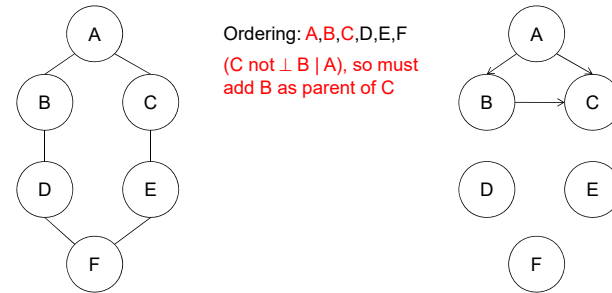 A
Ordering: A,B,C,D,E,F
(C not ⊥ B | A), so must
add B as parent of C
A
B
C
B
C
D
E
D
E
F
F